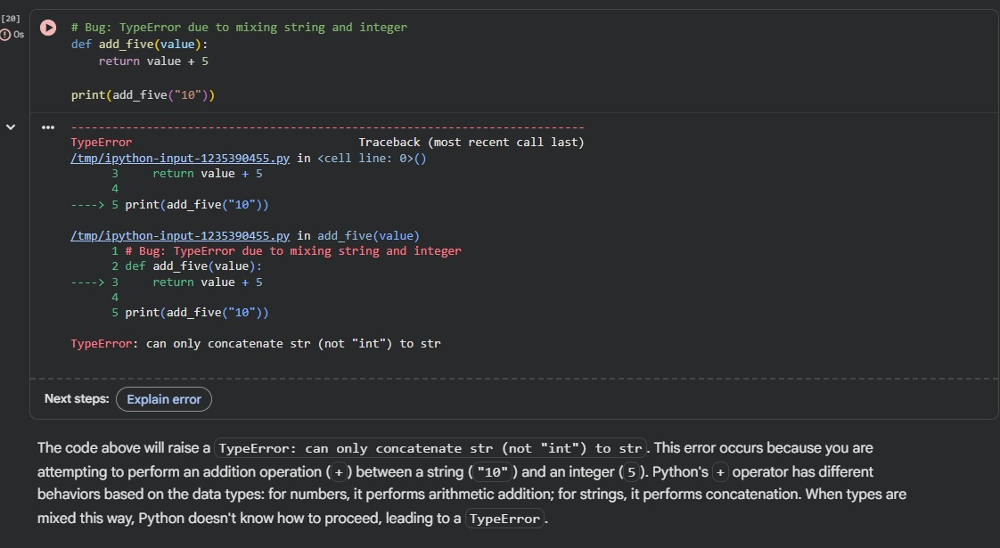 [20]
0s
# Bug: TypeError due to mixing string and integer
def add_five(value):
    return value + 5
print(add_five("10"))
---------------------------------------------------------------------------
TypeError                                 Traceback (most recent call last)
/tmp/ipython-input-1235390455.py in <cell line: 0>()
      3     return value + 5
      4
----> 5 print(add_five("10"))
/tmp/ipython-input-1235390455.py in add_five(value)
      1 # Bug: TypeError due to mixing string and integer
      2 def add_five(value):
----> 3     return value + 5
      4
      5 print(add_five("10"))
TypeError: can only concatenate str (not "int") to str
Next steps: Explain error
The code above will raise a TypeError: can only concatenate str (not "int") to str. This error occurs because you are
attempting to perform an addition operation (+) between a string ("10") and an integer (5). Python's + operator has different
behaviors based on the data types: for numbers, it performs arithmetic addition; for strings, it performs concatenation. When types are
mixed this way, Python doesn't know how to proceed, leading to a TypeError.